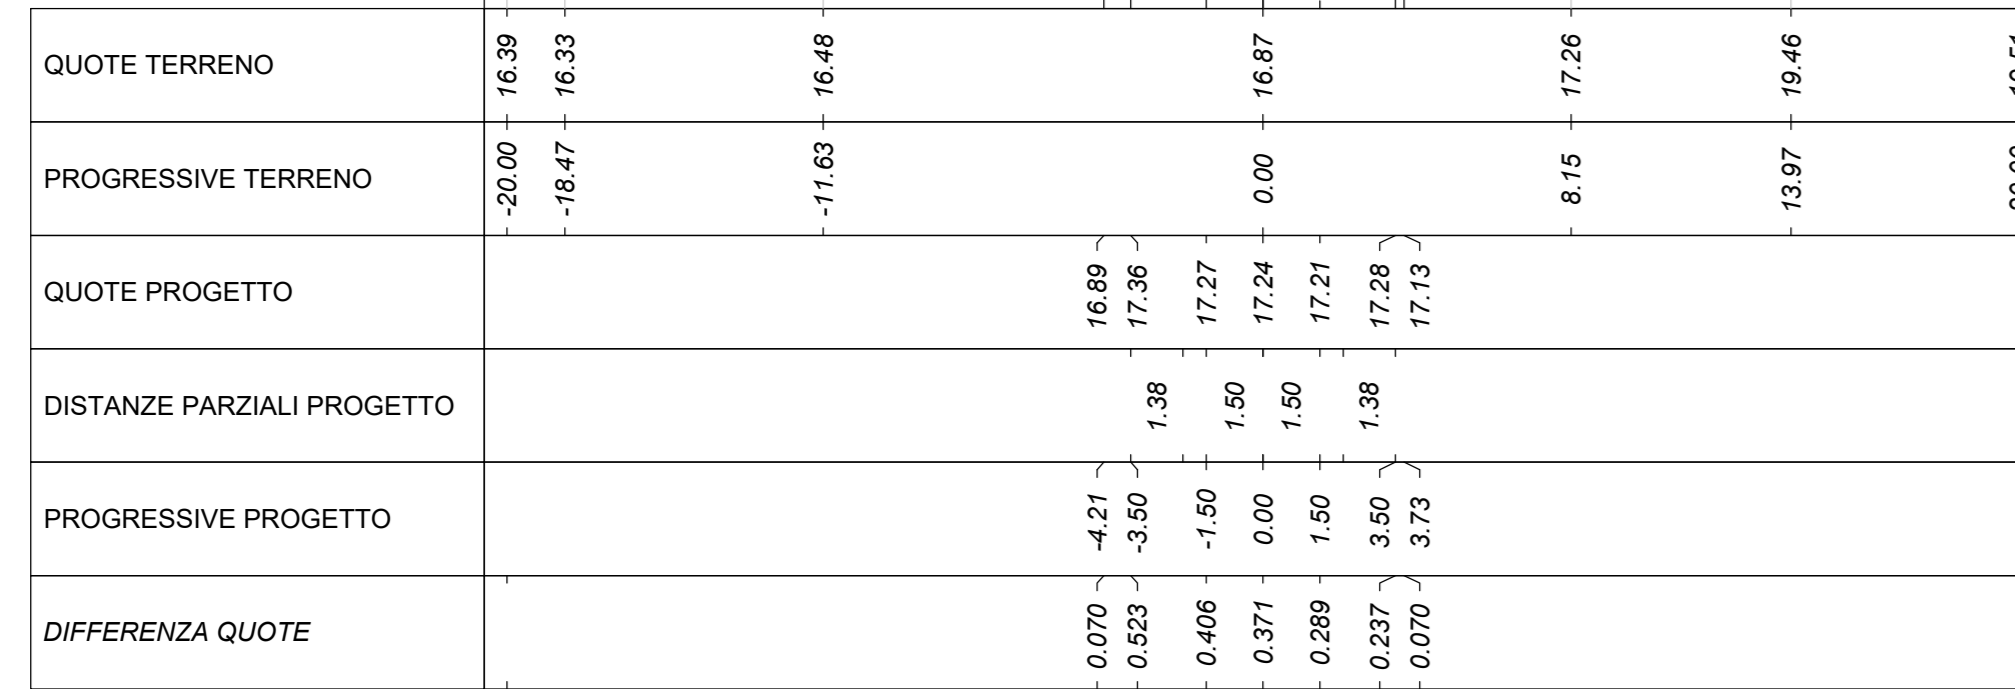 QUOTE TERRENO 16.39 16.33 16.48 16.87 17.26 19.46
PROGRESSIVE TERRENO -20.00 -18.47 -11.63 0.00 8.15 13.97
QUOTE PROGETTO 16.89 17.36 17.27 17.24 17.21 17.28 17.13
DISTANZE PARZIALI PROGETTO 1.38 1.50 1.50 1.38
PROGRESSIVE PROGETTO -4.21 -3.50 -1.50 0.00 1.50 3.50 3.73
DIFFERENZA QUOTE 0.070 0.523 0.406 0.371 0.289 0.237 0.070